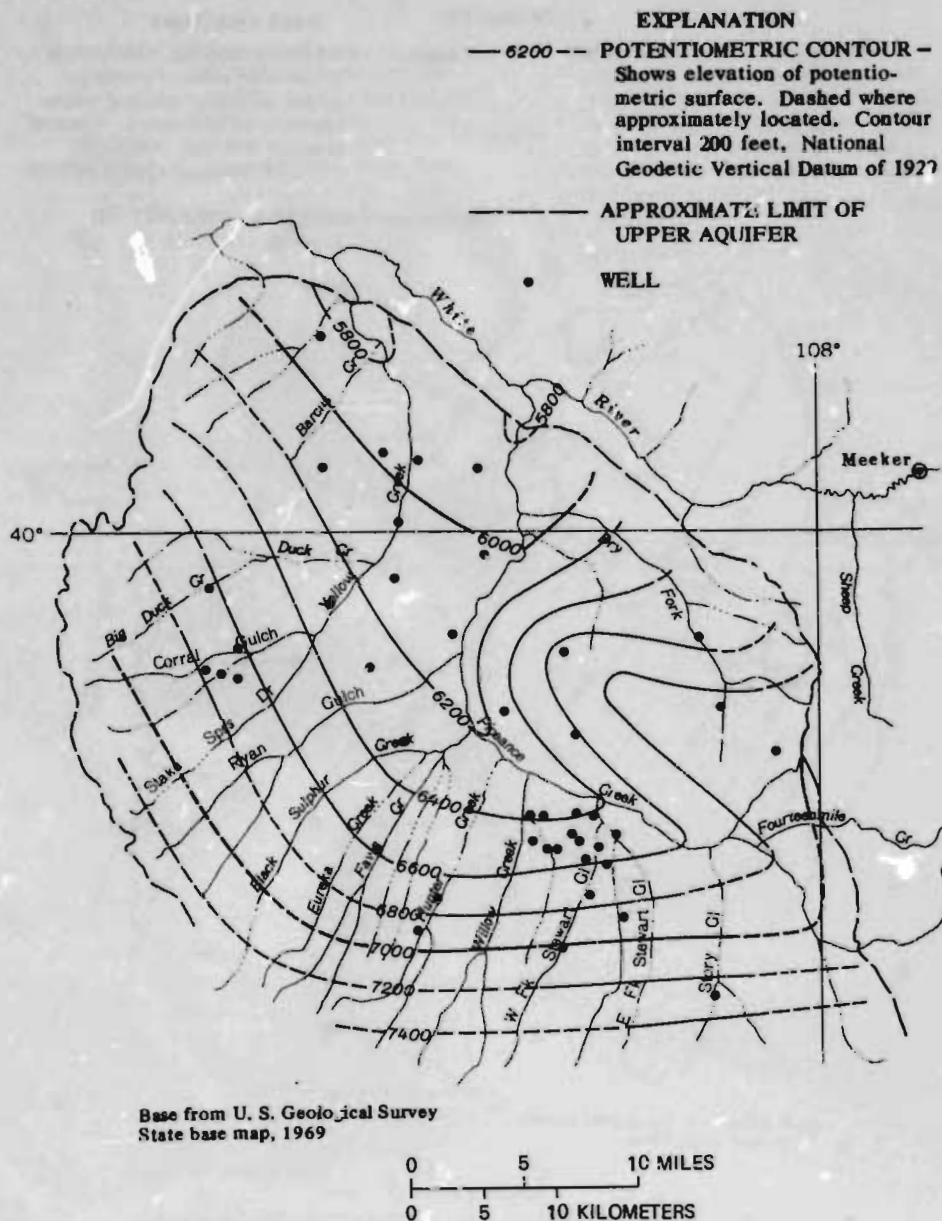 EXPLANATION
—6200-- POTENTIOMETRIC CONTOUR –
Shows elevation of potentio-
metric surface. Dashed where
approximately located. Contour
interval 200 feet. National
Geodetic Vertical Datum of 192?
APPROXIMATE LIMIT OF
UPPER AQUIFER
WELL
White
River
108°
Meeker
5800
Cr
Barcus
5800
Creek
40°
6000
Dry
Fork
Sheep
Creek
Duck
Cr
Yellow
Big Duck Cr
Corral Gulch
6200
Piceance
Creek
Stake Spgs Dr
Ryan Gulch
Black Sulphur Creek
6400
Fourteenmile
Cr
Eureka Creek
Fawn Cr
Hunter Creek
Willow Creek
6600
6800
7000
7200
7400
W Fk Stewart Gl
E Fk Stewart Gl
Story Gl
Base from U. S. Geological Survey
State base map, 1969
0 5 10 MILES
0 5 10 KILOMETERS